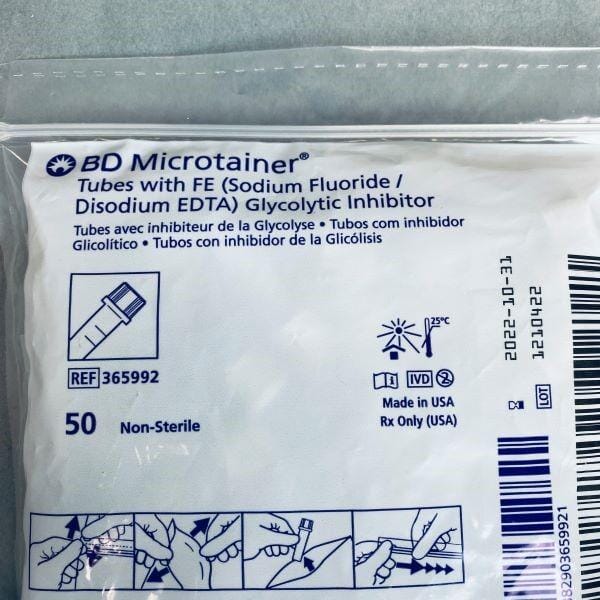 BD Microtainer®
Tubes with FE (Sodium Fluoride /
Disodium EDTA) Glycolytic Inhibitor
Tubes avec inhibiteur de la Glycolyse • Tubos com inhibidor
Glicolítico • Tubos con inhibidor de la Glicólisis
25°C
REF 365992
IVD 2
Made in USA
Rx Only (USA)
50 Non-Sterile
2022-10-31
1210422
LOT
82903659921